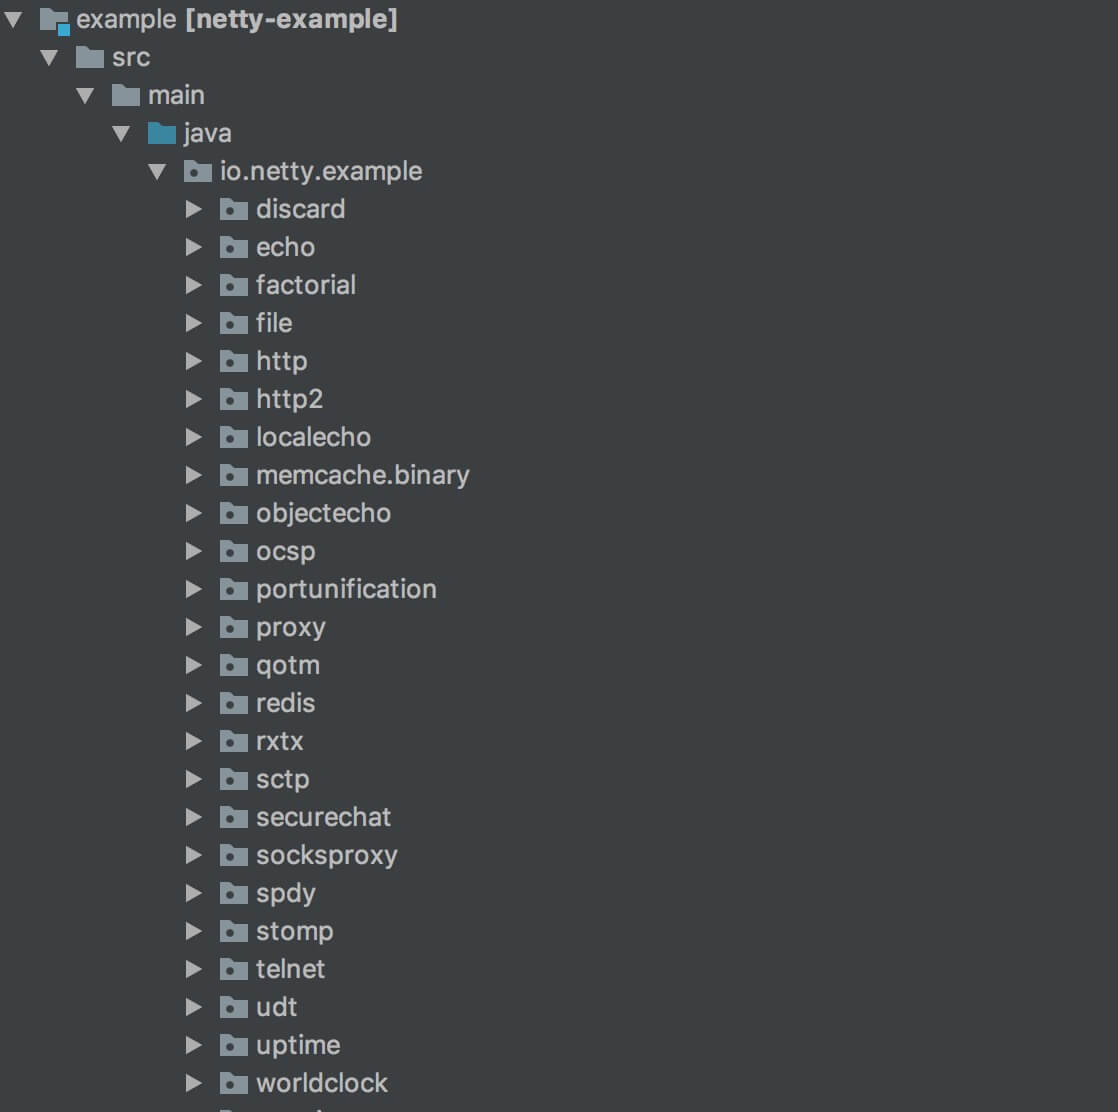 example [netty-example]
src
main
java
io.netty.example
discard
echo
factorial
file
http
http2
localecho
memcache.binary
objectecho
ocsp
portunification
proxy
qotm
redis
rxtx
sctp
securechat
socksproxy
spdy
stomp
telnet
udt
uptime
worldclock